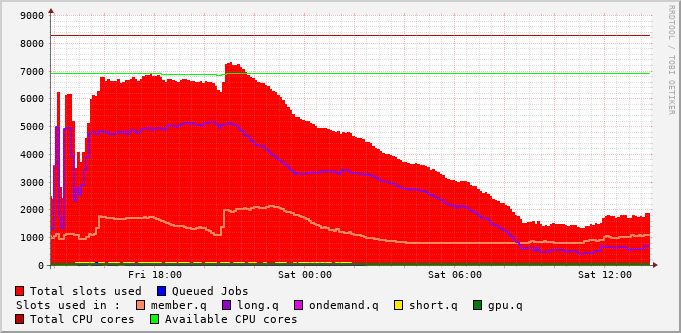 9000
8000
7000
6000
5000
4000
3000
2000
1000
0
Fri 18:00 Sat 00:00 Sat 06:00 Sat 12:00
Total slots used Queued Jobs
Slots used in : member.q long.q ondemand.q short.q gpu.q
Total CPU cores Available CPU cores
RRDTOOL / TOBI OETIKER